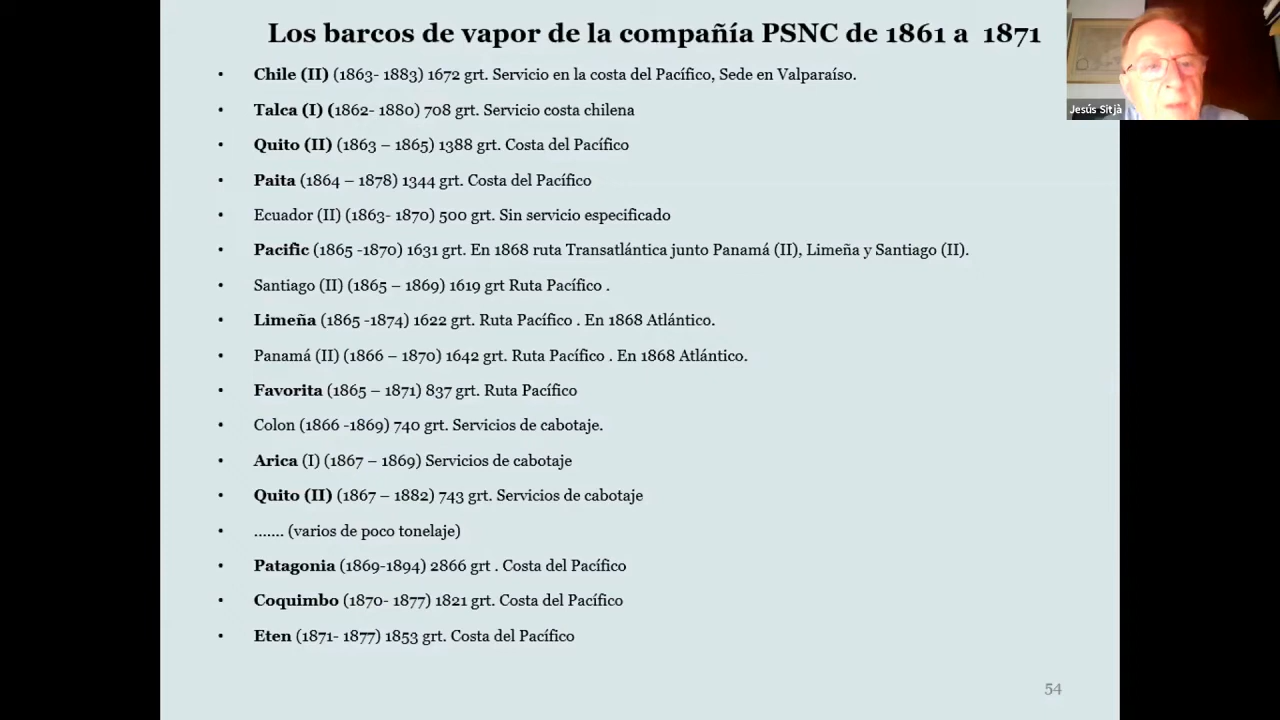 Los barcos de vapor de la compañía PSNC de 1861 a 1871
Jesús Sitjà
• Chile (II) (1863- 1883) 1672 grt. Servicio en la costa del Pacífico, Sede en Valparaíso.
• Talca (I) (1862- 1880) 708 grt. Servicio costa chilena
• Quito (II) (1863 – 1865) 1388 grt. Costa del Pacífico
• Paita (1864 – 1878) 1344 grt. Costa del Pacífico
• Ecuador (II) (1863- 1870) 500 grt. Sin servicio especificado
• Pacific (1865 -1870) 1631 grt. En 1868 ruta Transatlántica junto Panamá (II), Limeña y Santiago (II).
• Santiago (II) (1865 – 1869) 1619 grt Ruta Pacífico .
• Limeña (1865 -1874) 1622 grt. Ruta Pacífico . En 1868 Atlántico.
• Panamá (II) (1866 – 1870) 1642 grt. Ruta Pacífico . En 1868 Atlántico.
• Favorita (1865 – 1871) 837 grt. Ruta Pacífico
• Colon (1866 -1869) 740 grt. Servicios de cabotaje.
• Arica (I) (1867 – 1869) Servicios de cabotaje
• Quito (II) (1867 – 1882) 743 grt. Servicios de cabotaje
• ....... (varios de poco tonelaje)
• Patagonia (1869-1894) 2866 grt . Costa del Pacífico
• Coquimbo (1870- 1877) 1821 grt. Costa del Pacífico
• Eten (1871- 1877) 1853 grt. Costa del Pacífico
54